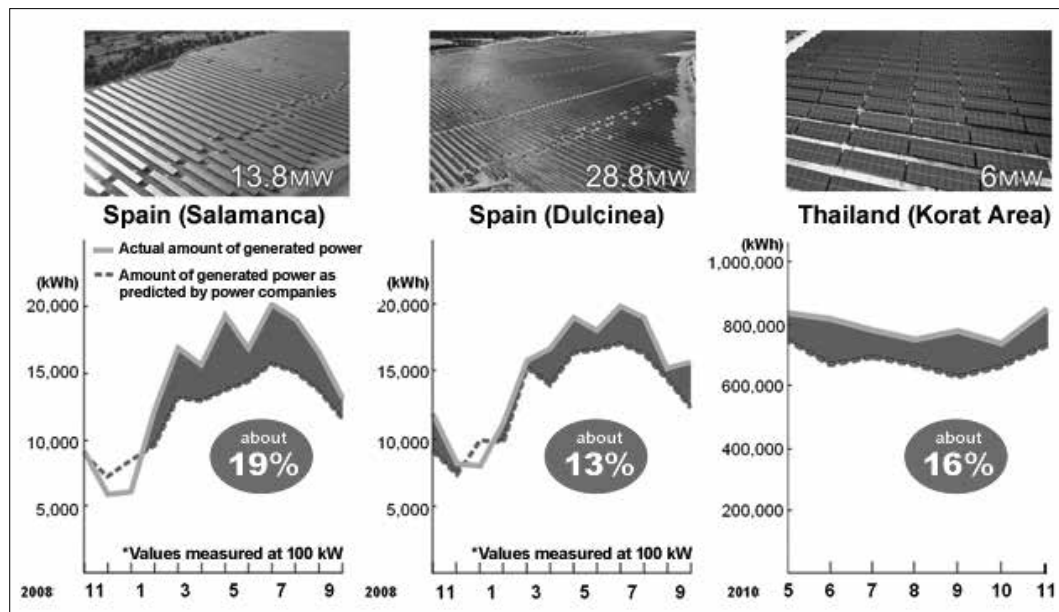 13.8MW
28.8MW
6MW
Spain (Salamanca)
Spain (Dulcinea)
Thailand (Korat Area)
Actual amount of generated power
Amount of generated power as
predicted by power companies
(kWh)
20,000
15,000
10,000
5,000
about
19%
*Values measured at 100 kW
2008
11
1
3
5
7
9
(kWh)
20,000
15,000
10,000
5,000
about
13%
*Values measured at 100 kW
2008
11
1
3
5
7
9
(kWh)
1,000,000
800,000
600,000
400,000
200,000
about
16%
2010
5
6
7
8
9
10
11